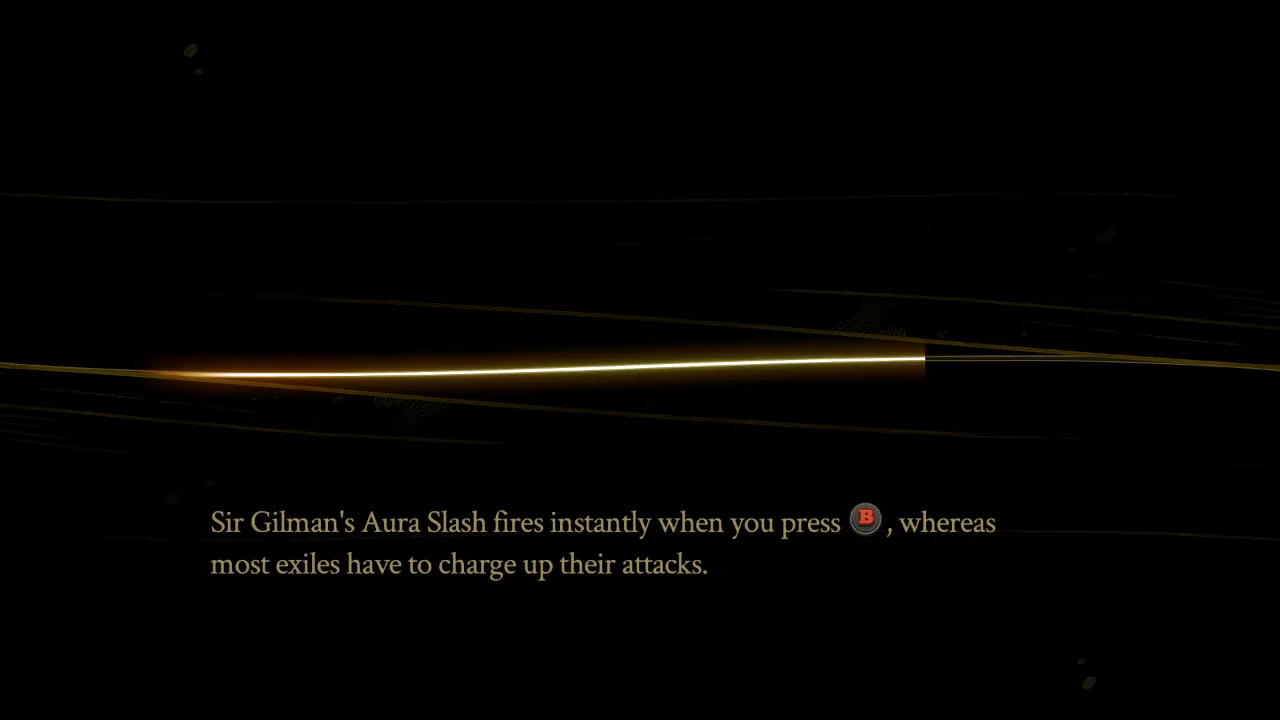 Sir Gilman's Aura Slash fires instantly when you press B, whereas
most exiles have to charge up their attacks.